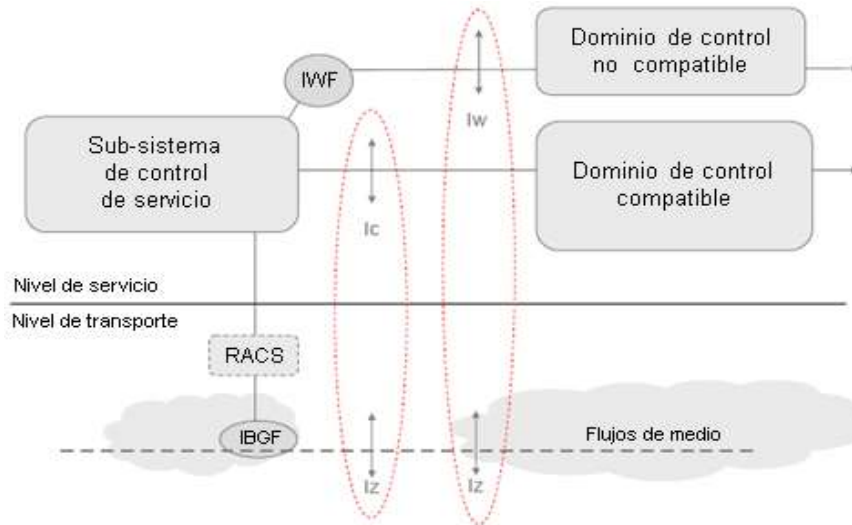 Dominio de control
no compatible
IWF
Iw
Sub-sistema
de control
de servicio
Dominio de control
compatible
Ic
Nivel de servicio
Nivel de transporte
RACS
IBGF
Flujos de medio
Iz
Iz